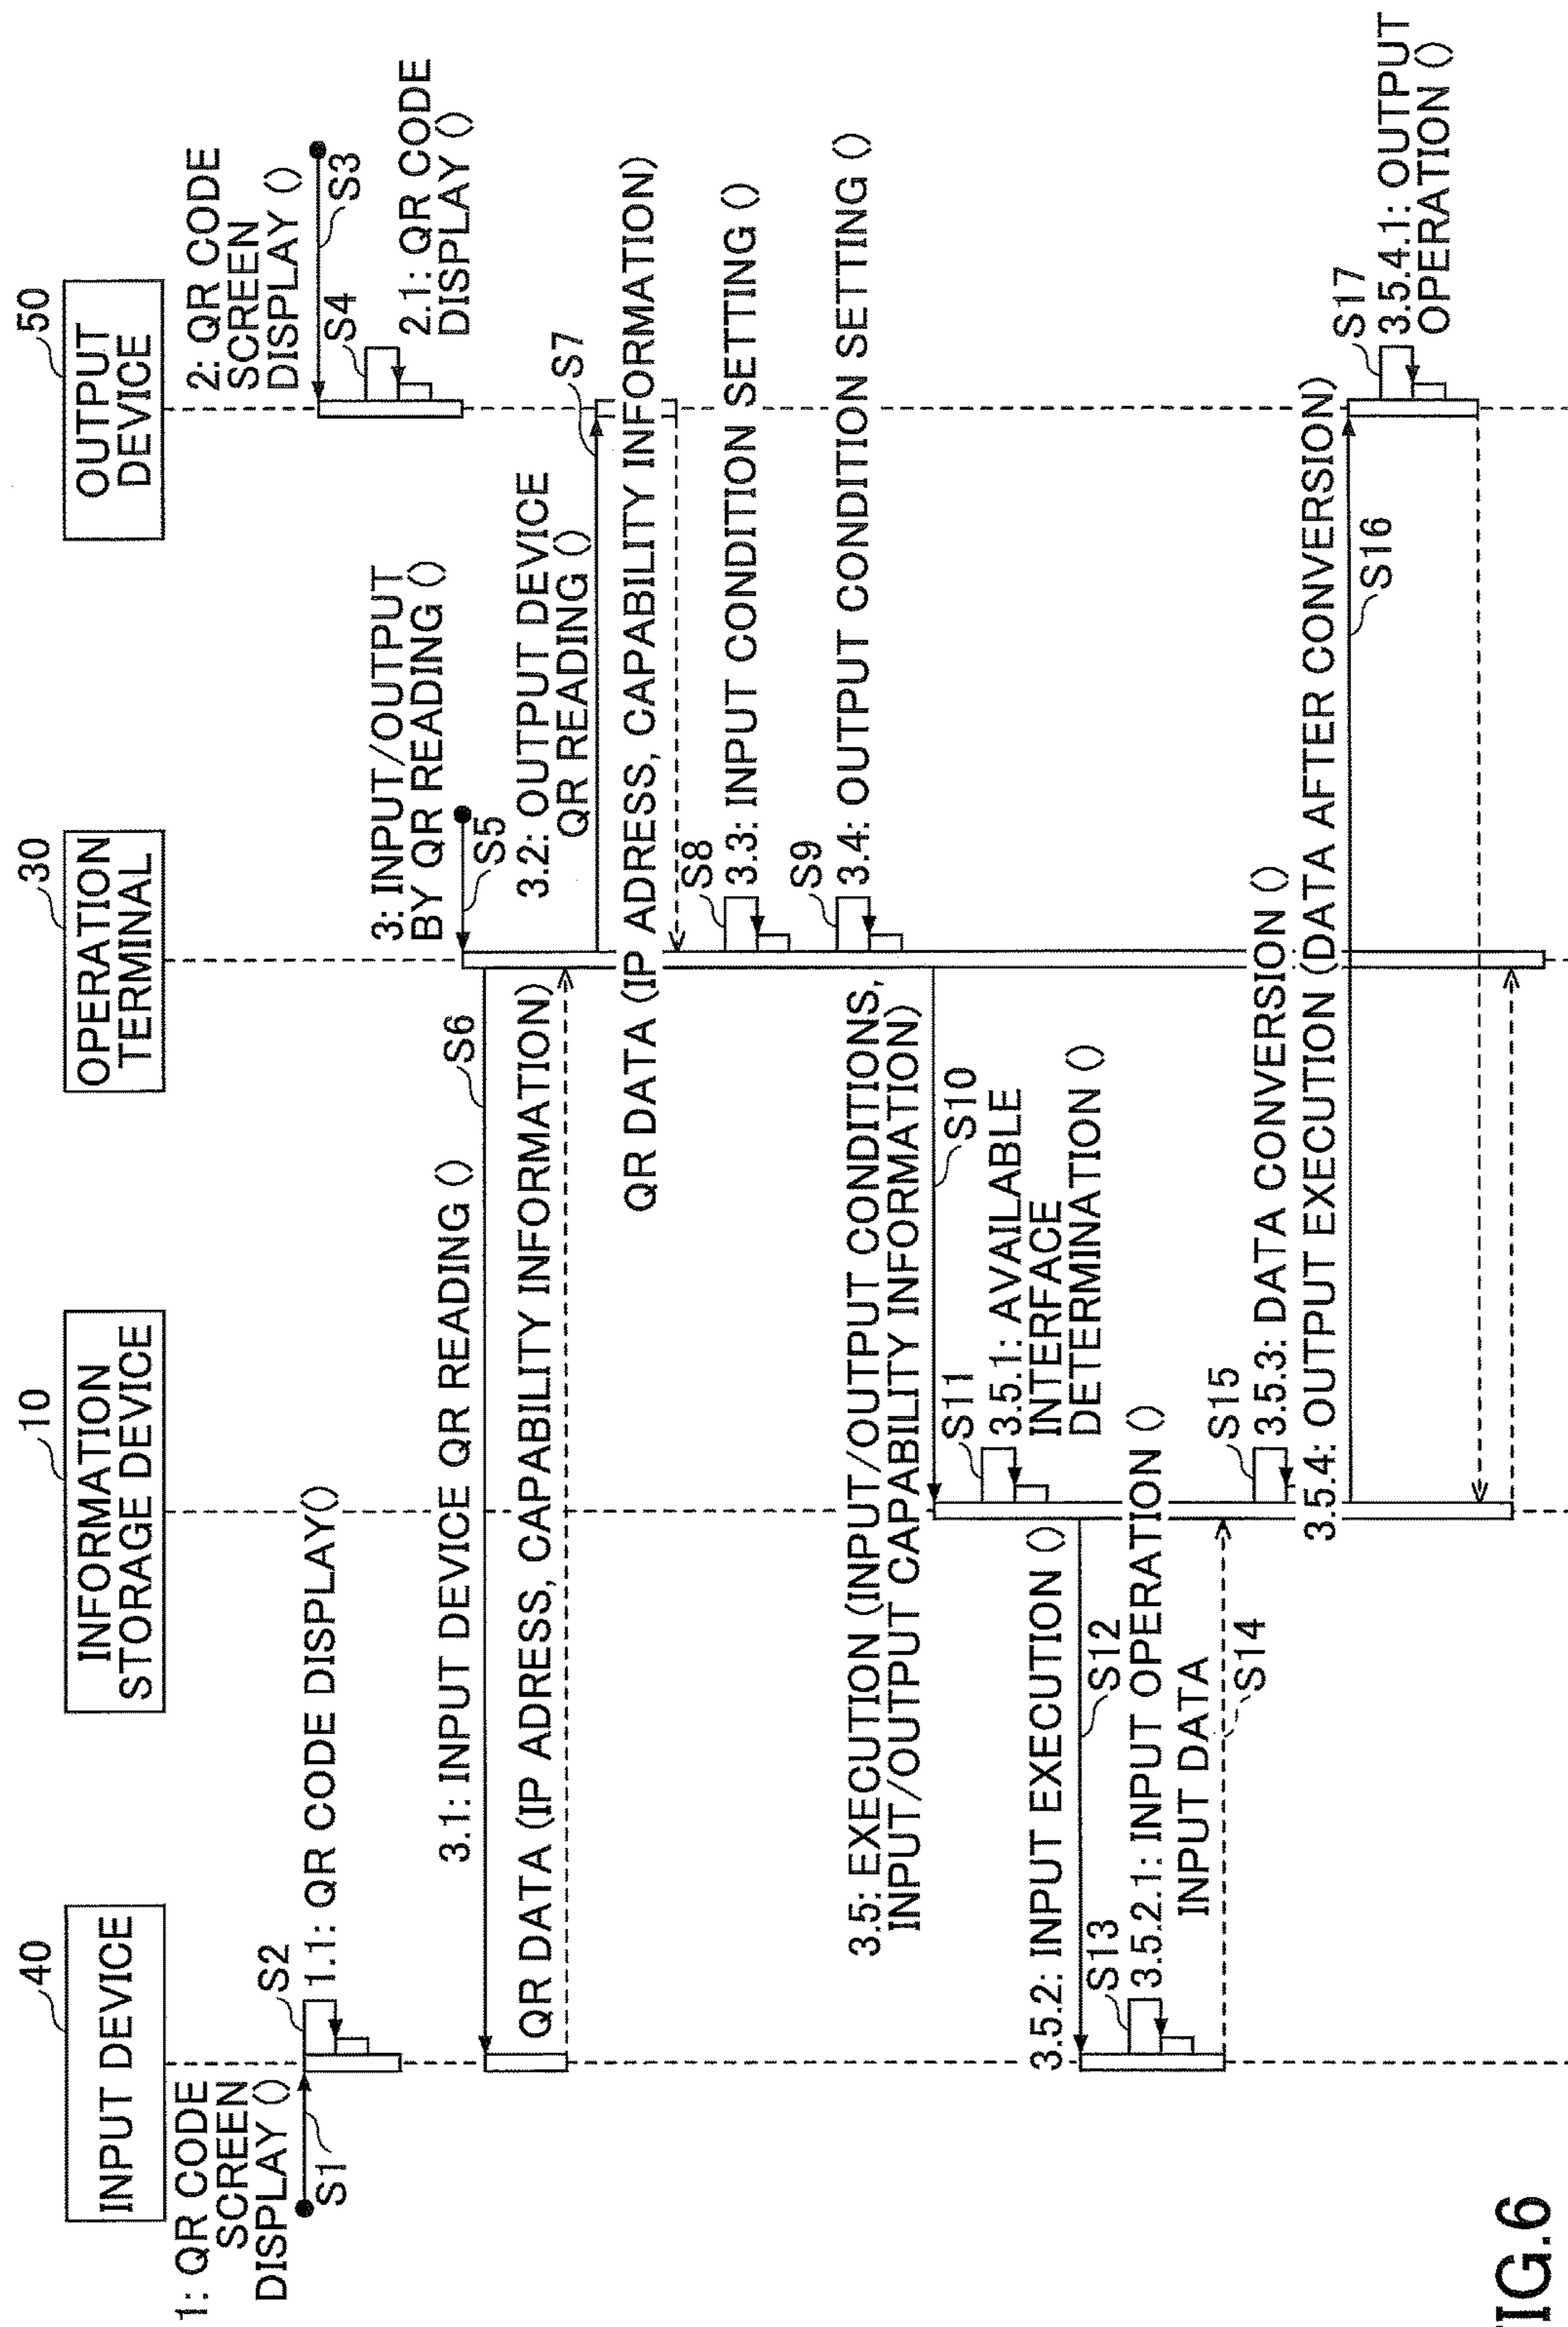 FIG.6
40
INPUT DEVICE
10
INFORMATION
STORAGE DEVICE
30
OPERATION
TERMINAL
50
OUTPUT
DEVICE
1: QR CODE
SCREEN
DISPLAY ()
S1
S2
1.1: QR CODE DISPLAY()
2: QR CODE
SCREEN
DISPLAY ()
S3
S4
2.1: QR CODE
DISPLAY ()
3: INPUT/OUTPUT
BY QR READING ()
S5
3.1: INPUT DEVICE QR READING ()
S6
QR DATA (IP ADRESS, CAPABILITY INFORMATION)
3.2: OUTPUT DEVICE
QR READING ()
S7
QR DATA (IP ADRESS, CAPABILITY INFORMATION)
S8
3.3: INPUT CONDITION SETTING ()
S9
3.4: OUTPUT CONDITION SETTING ()
3.5: EXECUTION (INPUT/OUTPUT CONDITIONS,
INPUT/OUTPUT CAPABILITY INFORMATION)
S10
S11
3.5.1: AVAILABLE
INTERFACE
DETERMINATION ()
3.5.2: INPUT EXECUTION ()
S12
S13
3.5.2.1: INPUT OPERATION ()
INPUT DATA
S14
S15
3.5.3: DATA CONVERSION ()
3.5.4: OUTPUT EXECUTION (DATA AFTER CONVERSION)
S16
S17
3.5.4.1: OUTPUT
OPERATION ()